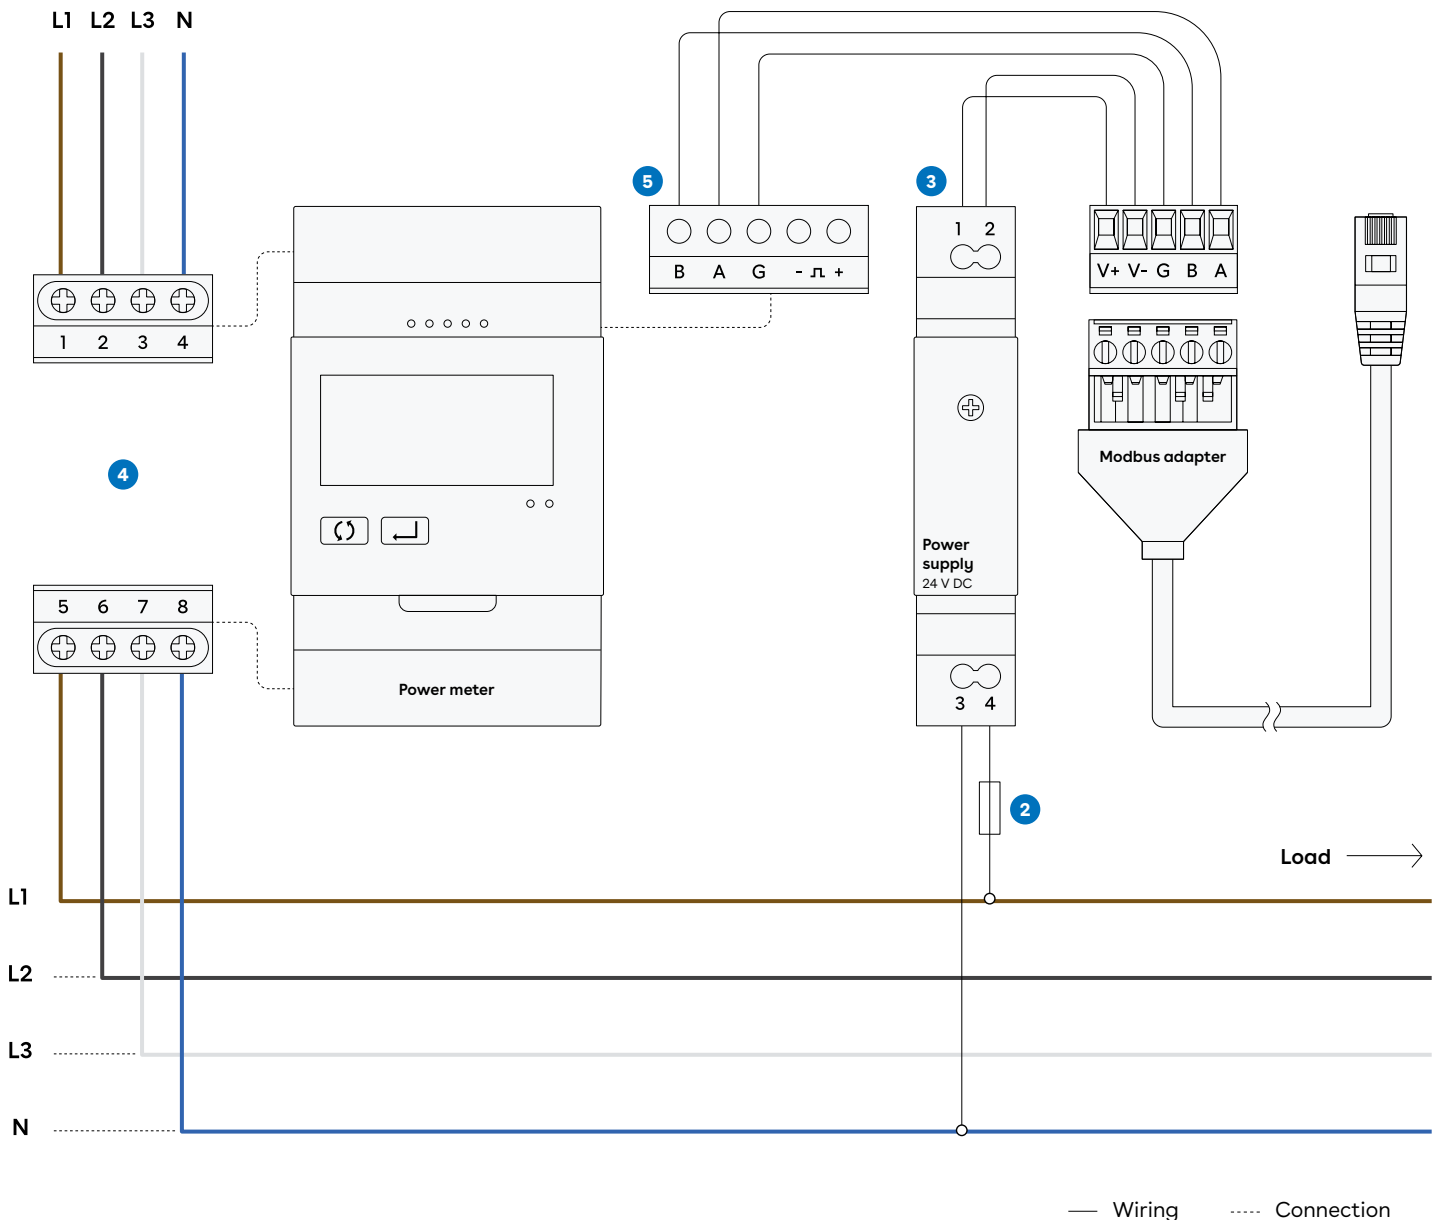 L1 L2 L3 N
5
3
1 2
B A G - ⎍ +
V+ V- G B A
1 2 3 4
4
Modbus adapter
Power
supply
24 V DC
5 6 7 8
Power meter
3 4
2
Load
L1
L2
L3
N
Wiring
Connection